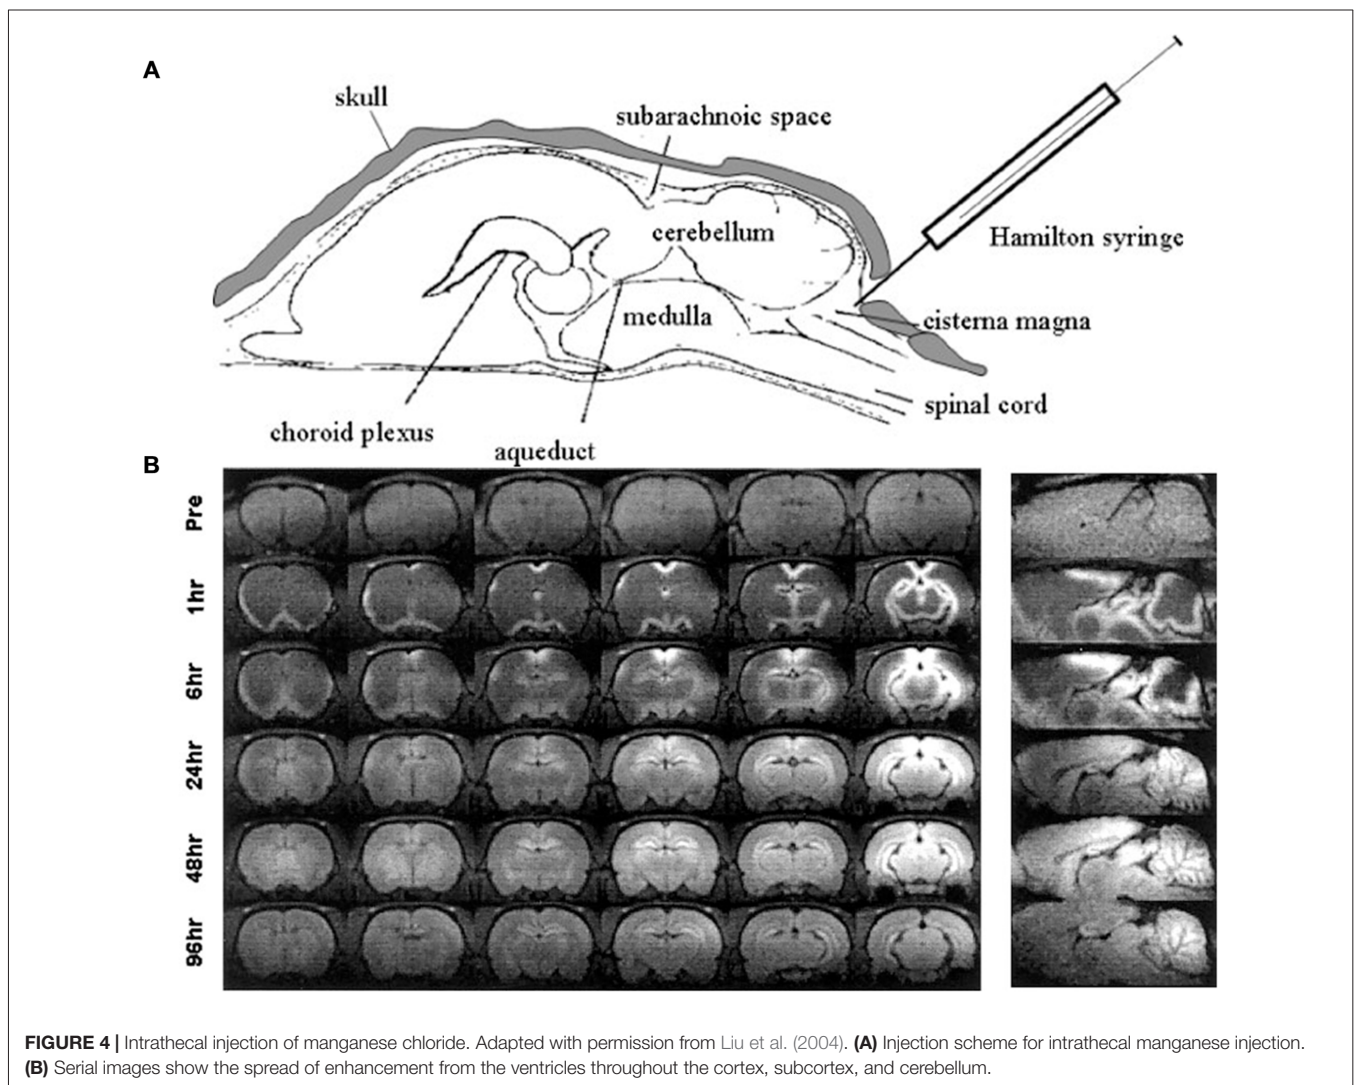 A
skull
subarachnoic space
cerebellum
Hamilton syringe
medulla
cisterna magna
spinal cord
choroid plexus
aqueduct
B
Pre
1hr
6hr
24hr
48hr
96hr
FIGURE 4 | Intrathecal injection of manganese chloride. Adapted with permission from Liu et al. (2004). (A) Injection scheme for intrathecal manganese injection.
(B) Serial images show the spread of enhancement from the ventricles throughout the cortex, subcortex, and cerebellum.